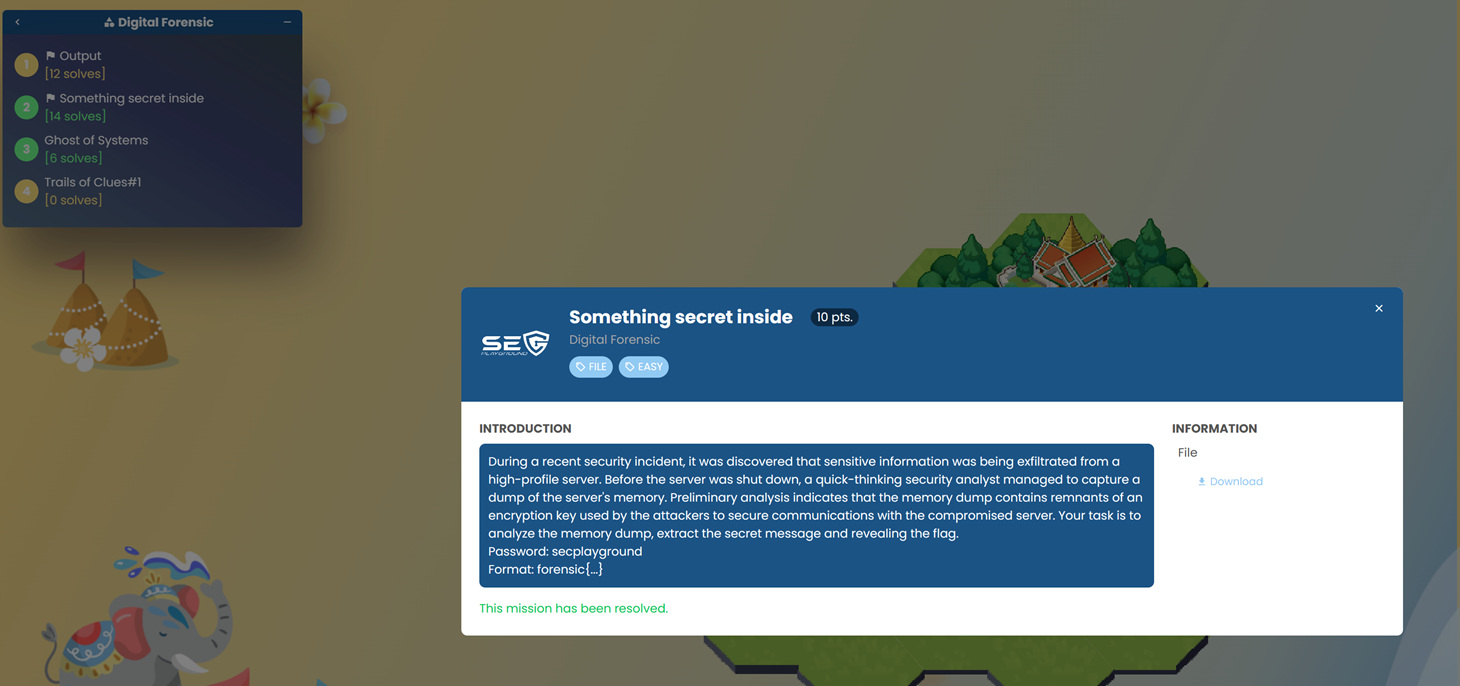 Digital Forensic
1
Output
[12 solves]
2
Something secret inside
[14 solves]
3
Ghost of Systems
[6 solves]
4
Trails of Clues#1
[0 solves]
SEC
PLAYGROUND
Something secret inside 10 pts.
Digital Forensic
FILE EASY
INTRODUCTION
During a recent security incident, it was discovered that sensitive information was being exfiltrated from a
high-profile server. Before the server was shut down, a quick-thinking security analyst managed to capture a
dump of the server's memory. Preliminary analysis indicates that the memory dump contains remnants of an
encryption key used by the attackers to secure communications with the compromised server. Your task is to
analyze the memory dump, extract the secret message and revealing the flag.
Password: secplayground
Format: forensic{...}
This mission has been resolved.
INFORMATION
File
Download